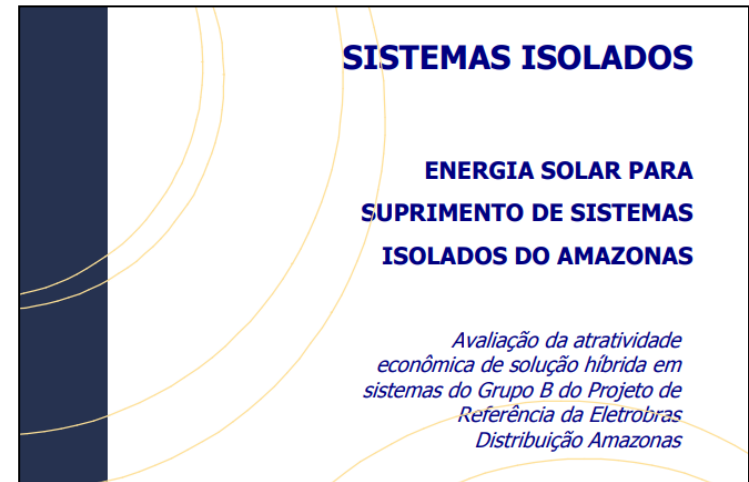 SISTEMAS ISOLADOS
ENERGIA SOLAR PARA
SUPRIMENTO DE SISTEMAS
ISOLADOS DO AMAZONAS
Avaliação da atratividade
econômica de solução híbrida em
sistemas do Grupo B do Projeto de
Referência da Eletrobras
Distribuição Amazonas